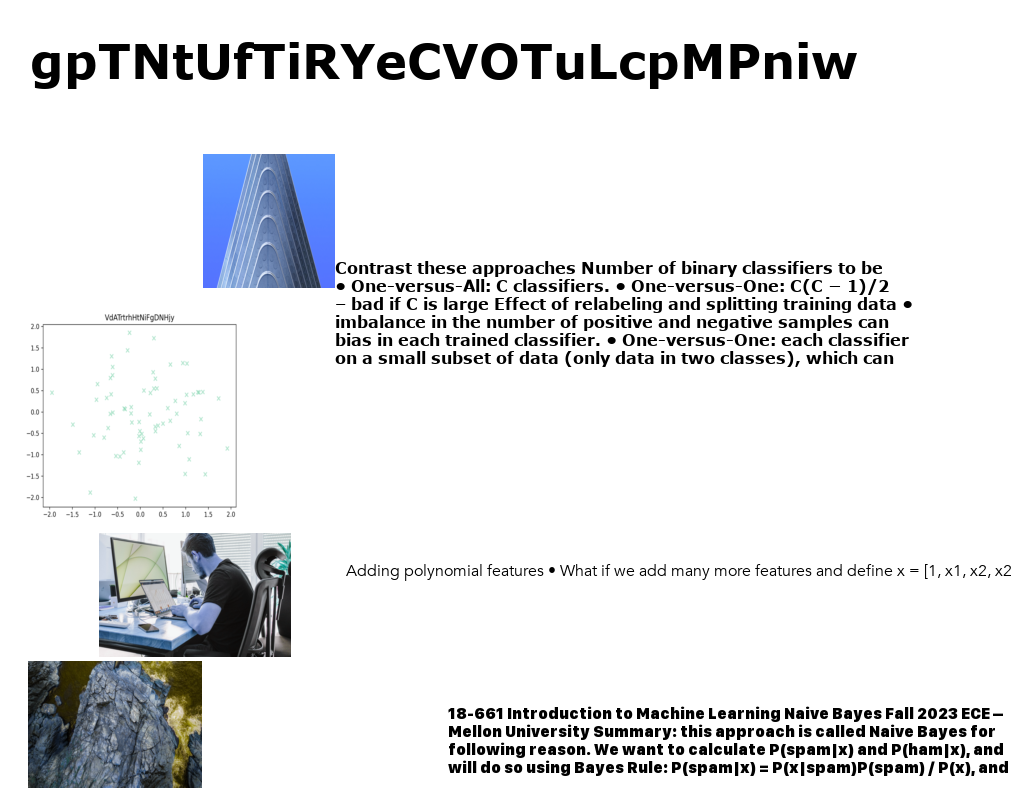 gpTNtUfTiRYeCVOTuLcpMPniw
Contrast these approaches Number of binary classifiers to be
• One-versus-All: C classifiers. • One-versus-One: C(C − 1)/2
− bad if C is large Effect of relabeling and splitting training data •
imbalance in the number of positive and negative samples can
bias in each trained classifier. • One-versus-One: each classifier
on a small subset of data (only data in two classes), which can
VdATrtrhHtNiFgDNHjy
2.0
1.5
1.0
0.5
0.0
−0.5
−1.0
−1.5
−2.0
−2.0 −1.5 −1.0 −0.5 0.0 0.5 1.0 1.5 2.0
Adding polynomial features • What if we add many more features and define x = [1, x1, x2, x2
18-661 Introduction to Machine Learning Naive Bayes Fall 2023 ECE –
Mellon University Summary: this approach is called Naive Bayes for
following reason. We want to calculate P(spam|x) and P(ham|x), and
will do so using Bayes Rule: P(spam|x) = P(x|spam)P(spam) / P(x), and